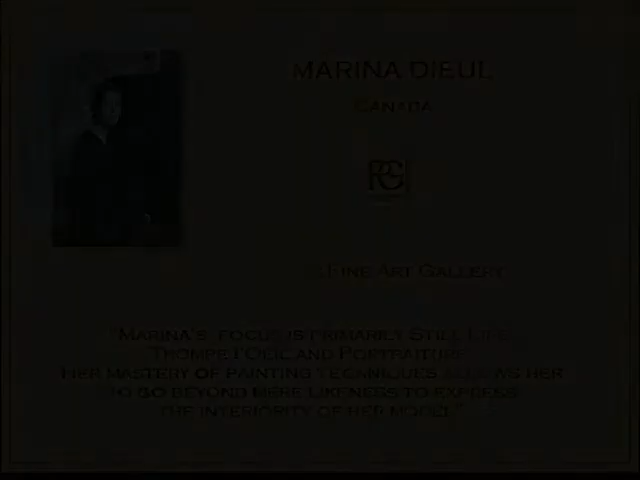 MARINA DIEUL
CANADA
RG
FINE ART GALLERY
"MARINA'S FOCUS IS PRIMARILY STILL LIFE,
TROMPE L'OEIL AND PORTRAITURE
HER MASTERY OF PAINTING TECHNIQUES ALLOWS HER
TO GO BEYOND MERE LIKENESS TO EXPRESS
THE INTERIORITY OF HER MODEL"